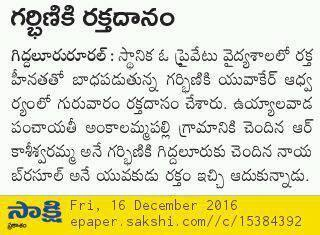 గర్భిణికి రక్తదానం
గిద్దలూరురూరల్ : స్థానిక ఓ ప్రైవేటు వైద్యశాలలో రక్త
హీనతతో బాధపడుతున్న గర్భిణికి యువకేర్ ఆధ్వ
ర్యంలో గురువారం రక్తదానం చేశారు. ఉయ్యాలవాడ
పంచాయతీ అంకాలమ్మపల్లి గ్రామానికి చెందిన ఆర్
కాశీశ్వరమ్మ అనే గర్భిణికి గిద్దలూరుకు చెందిన నాయ
బ్‌రసూల్ అనే యువకుడు రక్తం ఇచ్చి ఆదుకున్నాడు.
సాక్షి
ప్రకాశం
Fri, 16 December 2016
epaper.sakshi.com//c/15384392